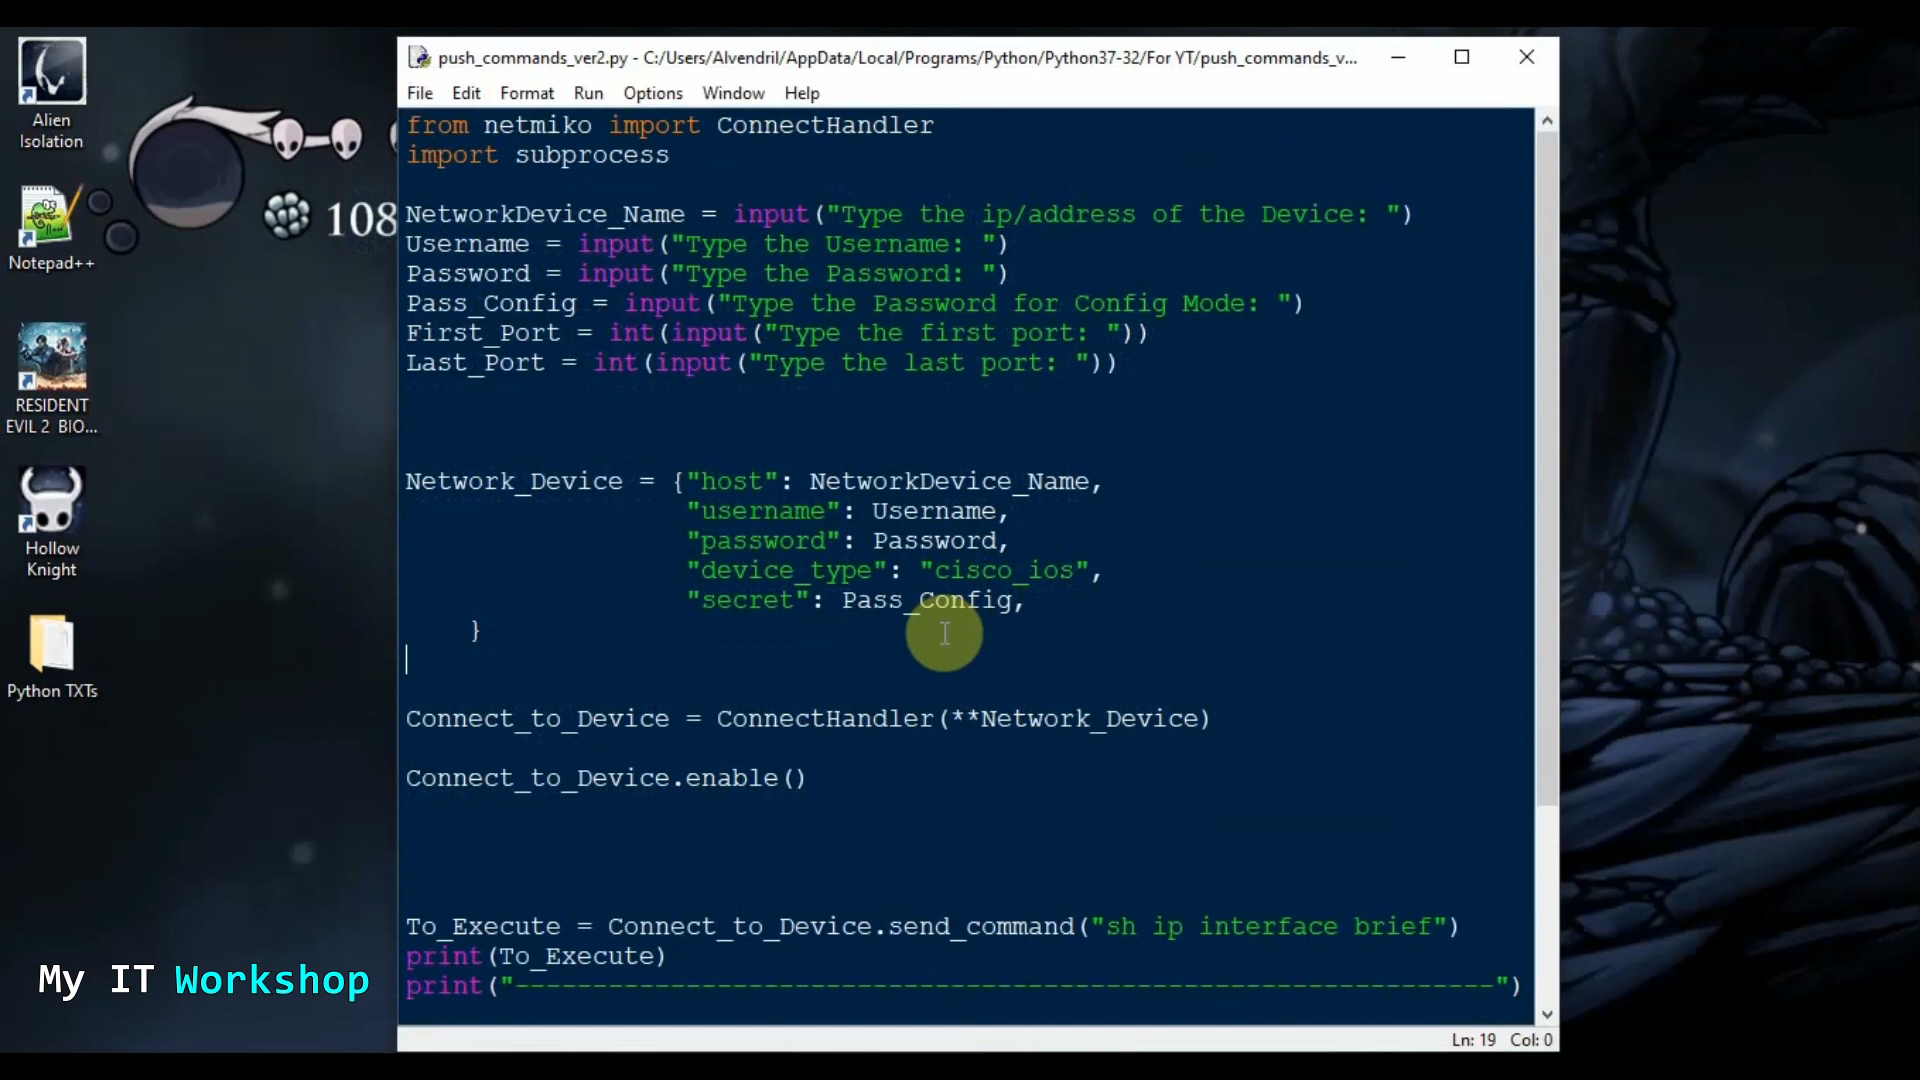 push_commands_ver2.py - C:/Users/Alvendril/AppData/Local/Programs/Python/Python37-32/For YT/push_commands_v...
File Edit Format Run Options Window Help
from netmiko import ConnectHandler
import subprocess
NetworkDevice_Name = input("Type the ip/address of the Device: ")
Username = input("Type the Username: ")
Password = input("Type the Password: ")
Pass_Config = input("Type the Password for Config Mode: ")
First_Port = int(input("Type the first port: "))
Last_Port = int(input("Type the last port: "))
Network_Device = {"host": NetworkDevice_Name,
"username": Username,
"password": Password,
"device_type": "cisco_ios",
"secret": Pass_Config,
}
Connect_to_Device = ConnectHandler(**Network_Device)
Connect_to_Device.enable()
To_Execute = Connect_to_Device.send_command("sh ip interface brief")
print(To_Execute)
print("---------------------------------------------------------------")
Ln: 19 Col: 0
Alien
Isolation
Notepad++
RESIDENT
EVIL 2 BIO...
Hollow
Knight
Python TXTs
108
My IT Workshop